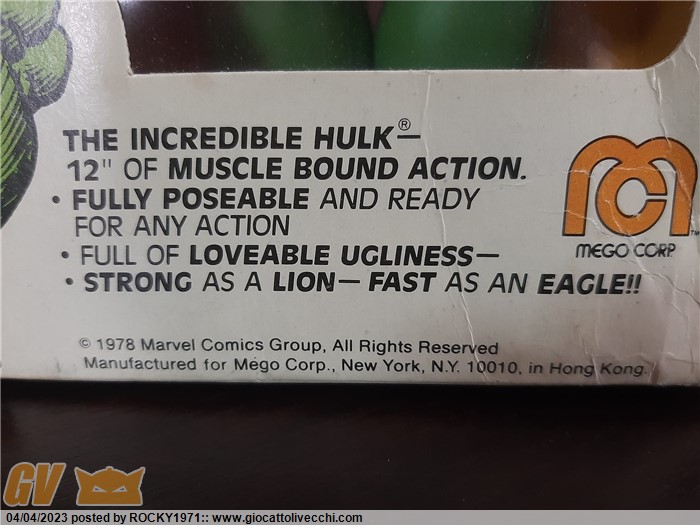 THE INCREDIBLE HULK®—
12" OF MUSCLE BOUND ACTION.
• FULLY POSEABLE AND READY
FOR ANY ACTION
• FULL OF LOVEABLE UGLINESS—
• STRONG AS A LION— FAST AS AN EAGLE!!
MC
TM
MEGO CORP
© 1978 Marvel Comics Group, All Rights Reserved
Manufactured for Mego Corp., New York, N.Y. 10010, in Hong Kong.
GV
04/04/2023 posted by ROCKY1971:: www.giocattolivecchi.com